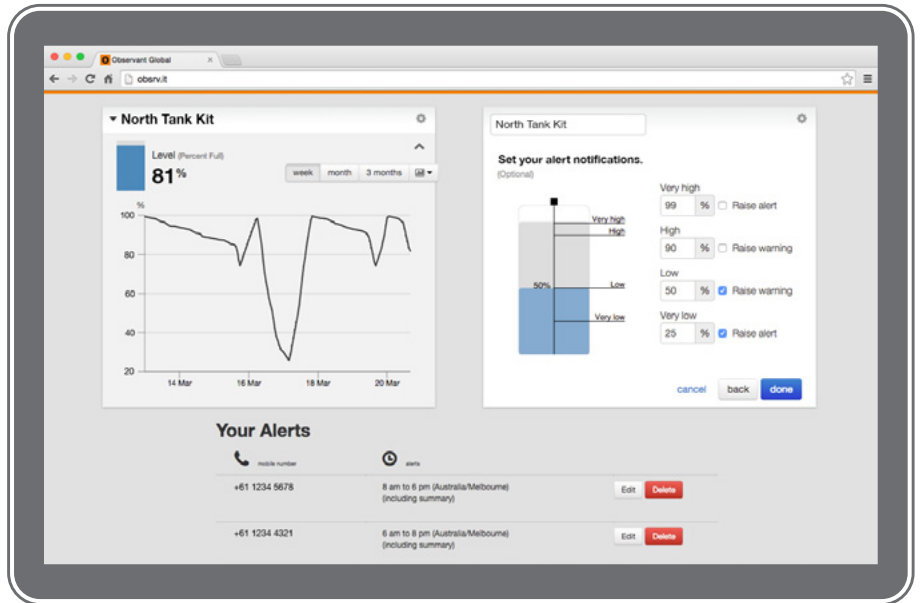 Observant Global
obsrv.it
North Tank Kit
Level (Percent Full)
81%
week month 3 months
%
100
80
60
40
20
14 Mar 16 Mar 18 Mar 20 Mar
North Tank Kit
Set your alert notifications.
(Optional)
Very high
High
50%
Low
Very low
Very high
99 % Raise alert
High
90 % Raise warning
Low
50 % Raise warning
Very low
25 % Raise alert
cancel back done
Your Alerts
mobile number alerts
+61 1234 5678 8 am to 6 pm (Australia/Melbourne) Edit Delete
(including summary)
+61 1234 4321 6 am to 8 pm (Australia/Melbourne) Edit Delete
(including summary)